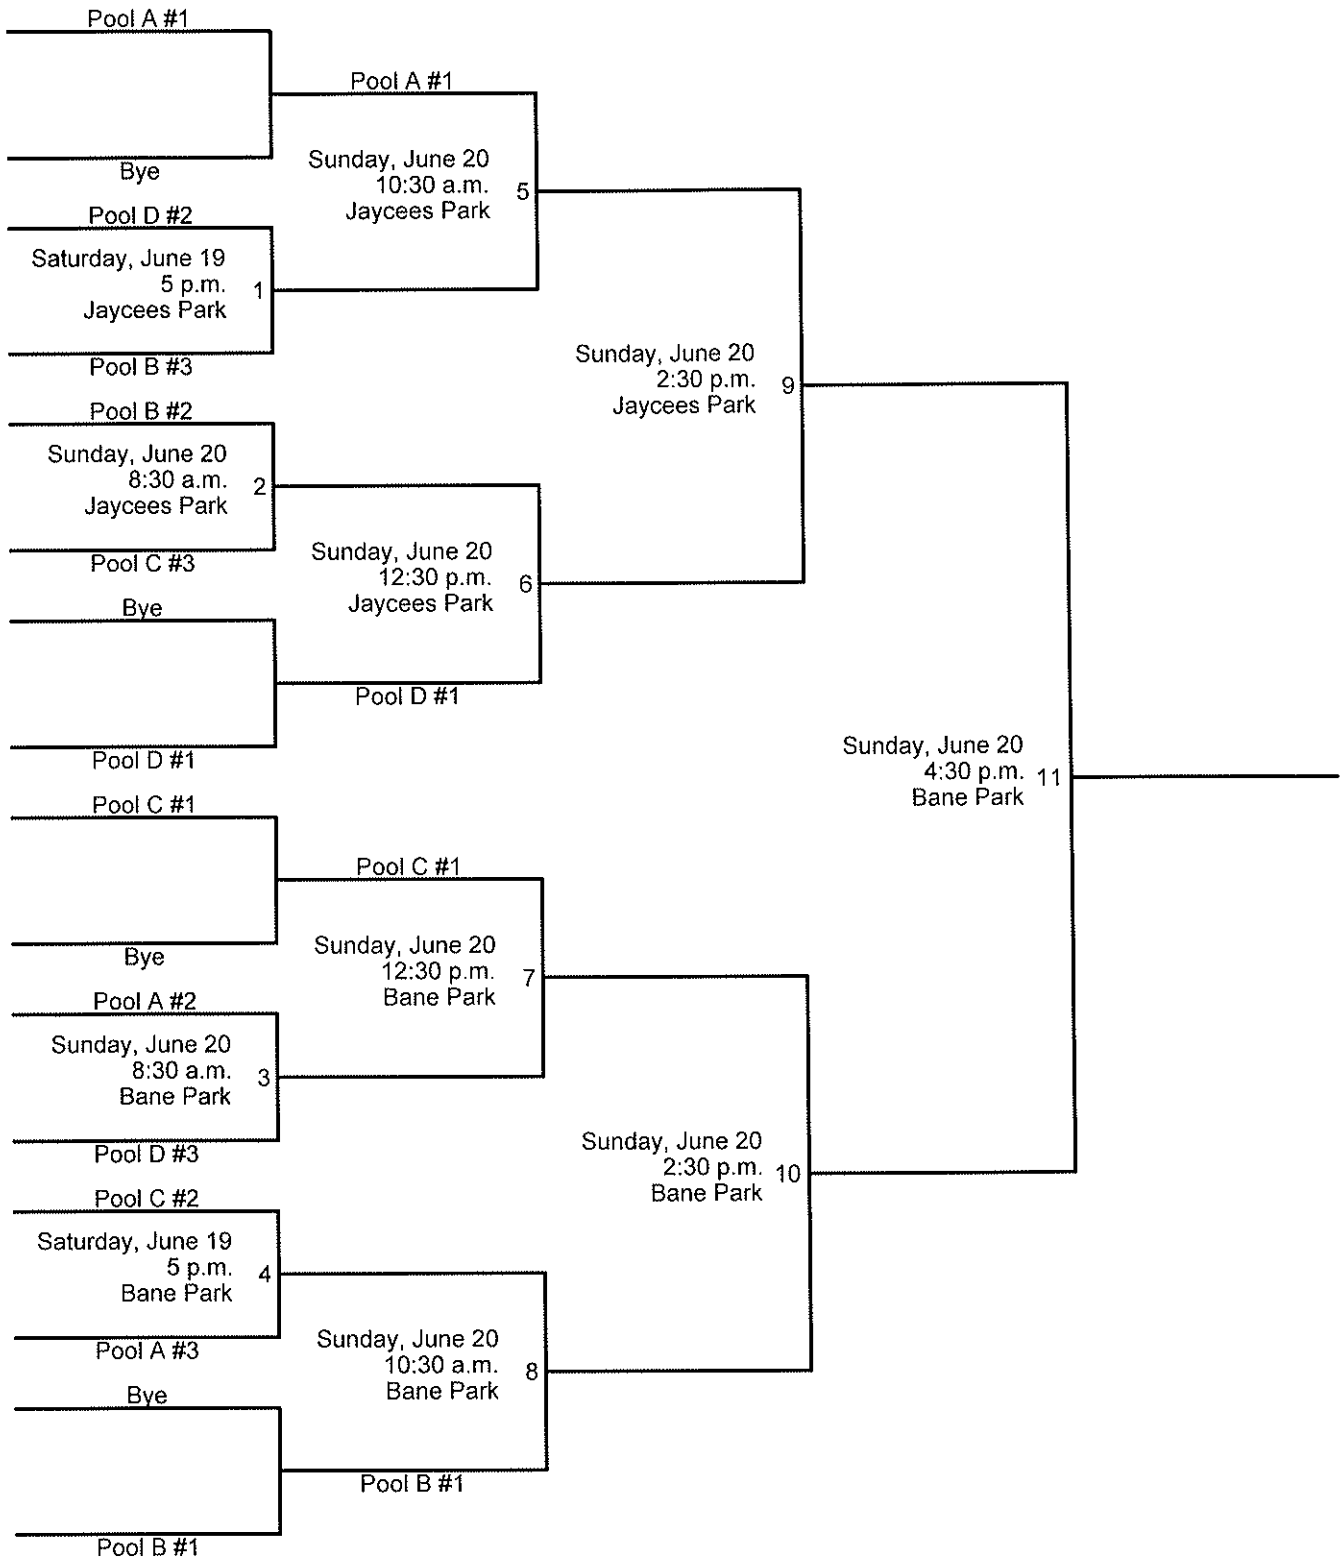 Pool A #1
Pool A #1
Bye
Sunday, June 20
10:30 a.m.
Jaycees Park
5
Pool D #2
Saturday, June 19
5 p.m.
Jaycees Park
1
Pool B #3
Sunday, June 20
2:30 p.m.
Jaycees Park
9
Pool B #2
Sunday, June 20
8:30 a.m.
Jaycees Park
2
Pool C #3
Sunday, June 20
12:30 p.m.
Jaycees Park
6
Bye
Pool D #1
Pool D #1
Sunday, June 20
4:30 p.m.
Bane Park
11
Pool C #1
Pool C #1
Bye
Sunday, June 20
12:30 p.m.
Bane Park
7
Pool A #2
Sunday, June 20
8:30 a.m.
Bane Park
3
Pool D #3
Sunday, June 20
2:30 p.m.
Bane Park
10
Pool C #2
Saturday, June 19
5 p.m.
Bane Park
4
Pool A #3
Sunday, June 20
10:30 a.m.
Bane Park
8
Bye
Pool B #1
Pool B #1